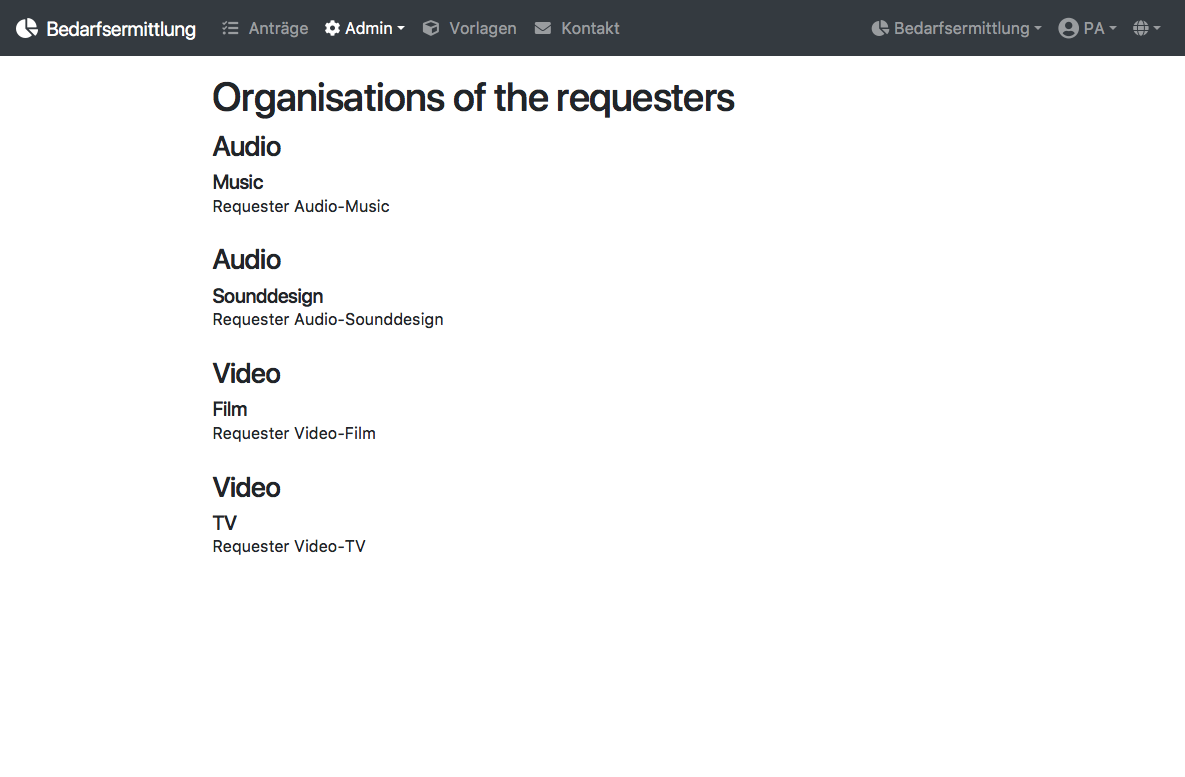 Bedarfsermittlung Anträge Admin Vorlagen Kontakt Bedarfsermittlung PA
Organisations of the requesters
Audio
Music
Requester Audio-Music
Audio
Sounddesign
Requester Audio-Sounddesign
Video
Film
Requester Video-Film
Video
TV
Requester Video-TV